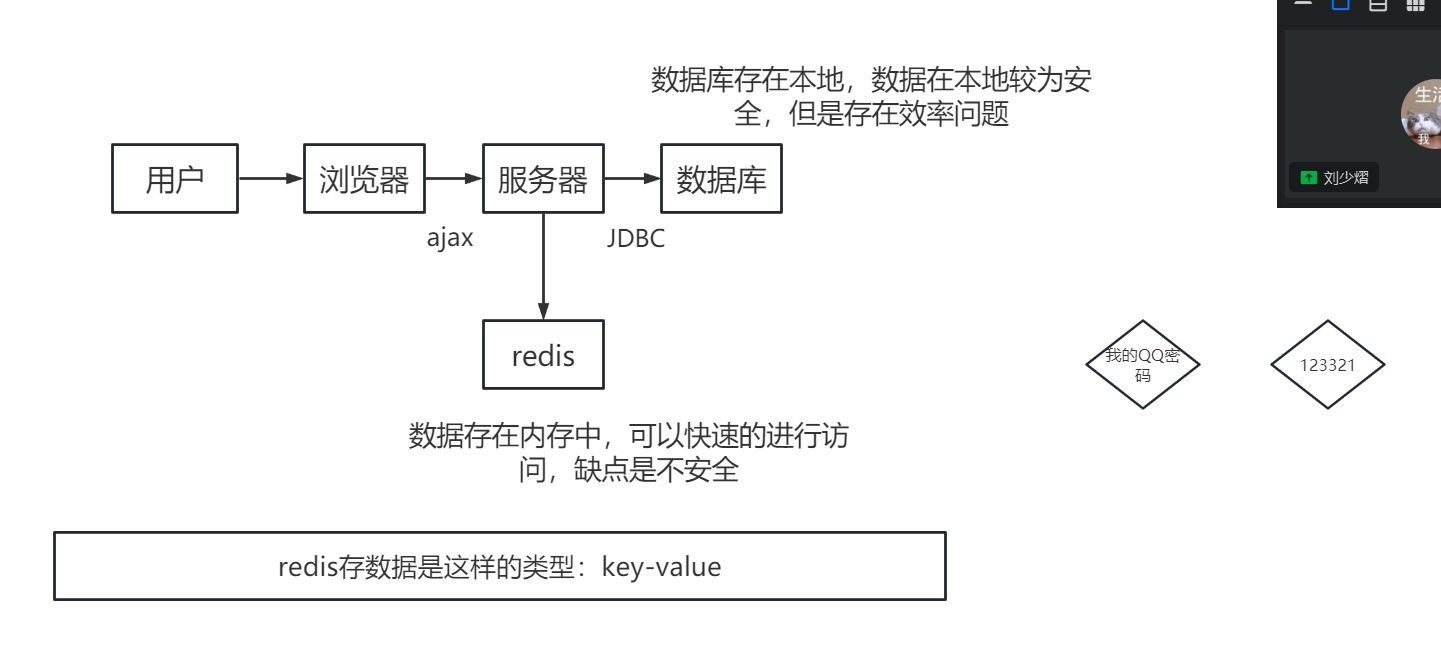 数据库存在本地，数据在本地较为安
全，但是存在效率问题
用户
浏览器
服务器
数据库
ajax
JDBC
redis
数据存在内存中，可以快速的进行访
问，缺点是不安全
redis存数据是这样的类型：key-value
我的QQ密
码
123321
我
刘少熠